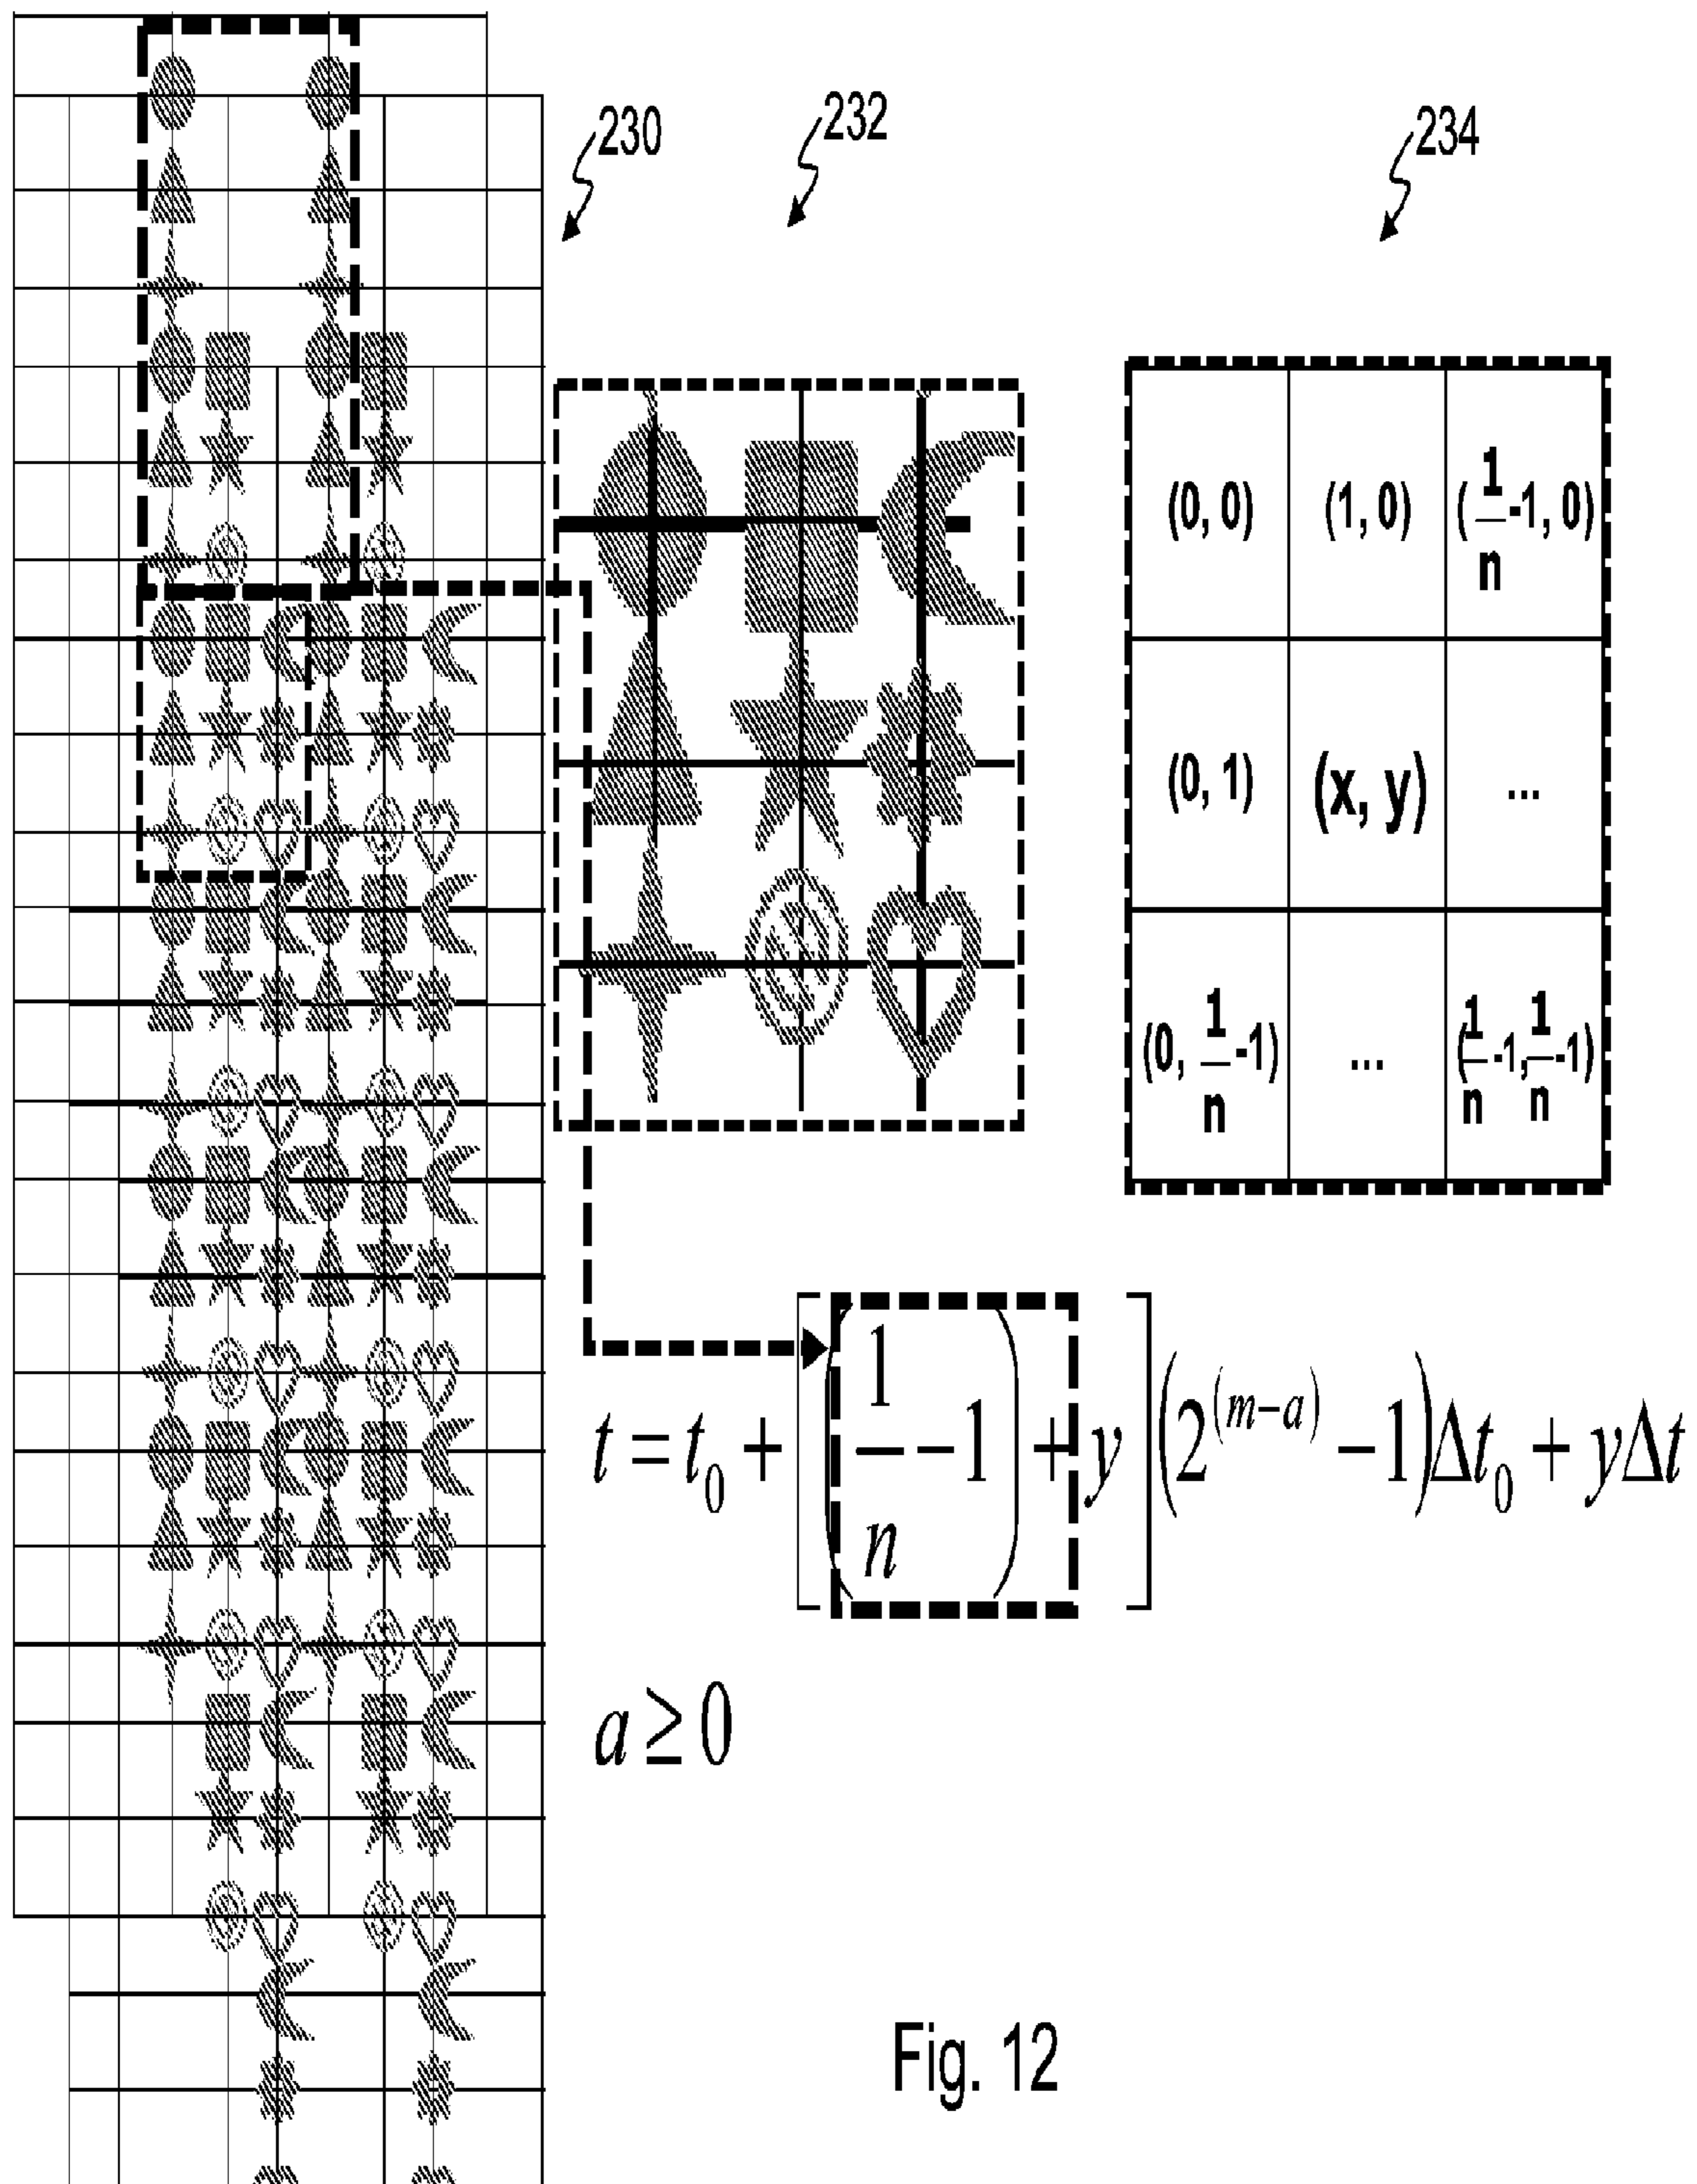 230
232
234
(0, 0) (1, 0) (1/n-1, 0)
(0, 1) (x, y) ...
(0, 1/n-1) ... (1/n-1,1/n-1)
t = t₀ + [(1/n − 1) + y](2^(m−a) − 1)Δt₀ + yΔt
a ≥ 0
Fig. 12